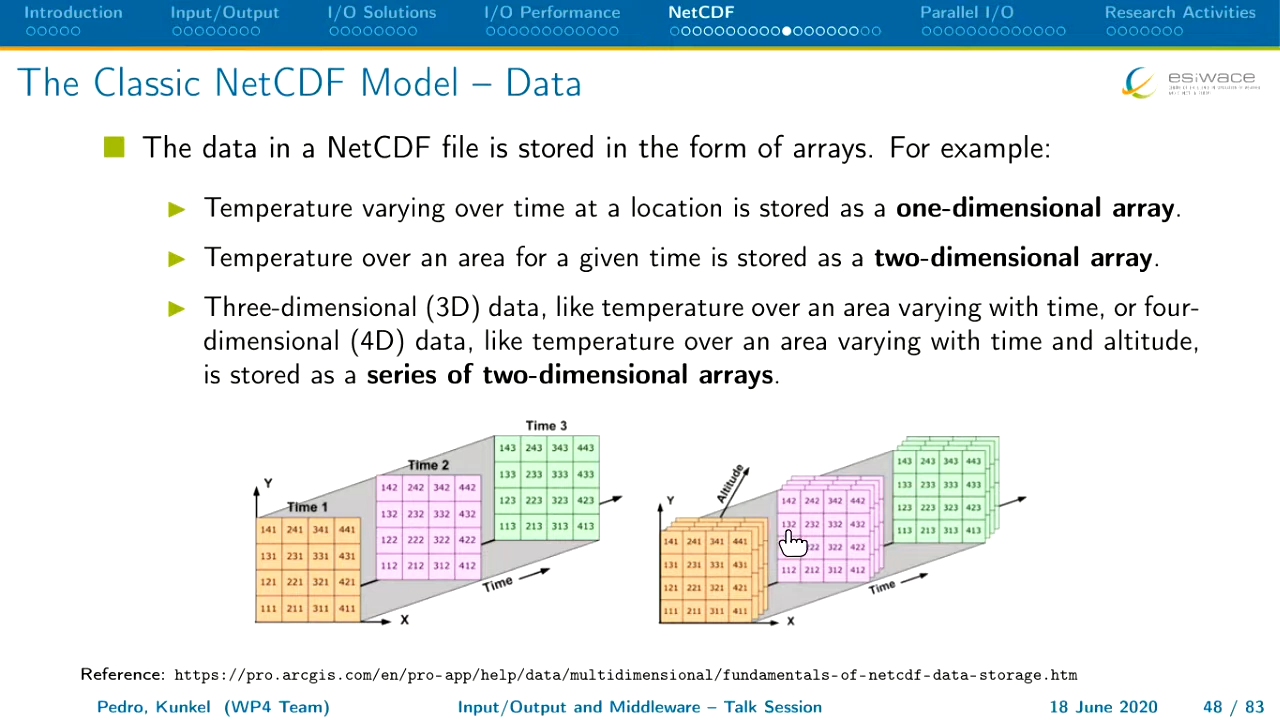 Introduction Input/Output I/O Solutions I/O Performance NetCDF Parallel I/O Research Activities
The Classic NetCDF Model – Data
esiwace
The data in a NetCDF file is stored in the form of arrays. For example:
Temperature varying over time at a location is stored as a one-dimensional array.
Temperature over an area for a given time is stored as a two-dimensional array.
Three-dimensional (3D) data, like temperature over an area varying with time, or four-
dimensional (4D) data, like temperature over an area varying with time and altitude,
is stored as a series of two-dimensional arrays.
Y
Time 1
141 241 341 441
131 231 331 431
121 221 321 421
111 211 311 411
X
Time 2
142 242 342 442
132 232 332 432
122 222 322 422
112 212 312 412
Time 3
143 243 343 443
133 233 333 433
123 223 323 423
113 213 313 413
Time
Y
Altitude
141 241 341 441
131 231 331 431
121 221 321 421
111 211 311 411
X
142 242 342 442
132 232 332 432
222 322 422
112 212 312 412
143 243 343 443
133 233 333 433
123 223 323 423
113 213 313 413
Time
Reference: https://pro.arcgis.com/en/pro-app/help/data/multidimensional/fundamentals-of-netcdf-data-storage.htm
Pedro, Kunkel (WP4 Team) Input/Output and Middleware – Talk Session 18 June 2020 48 / 83